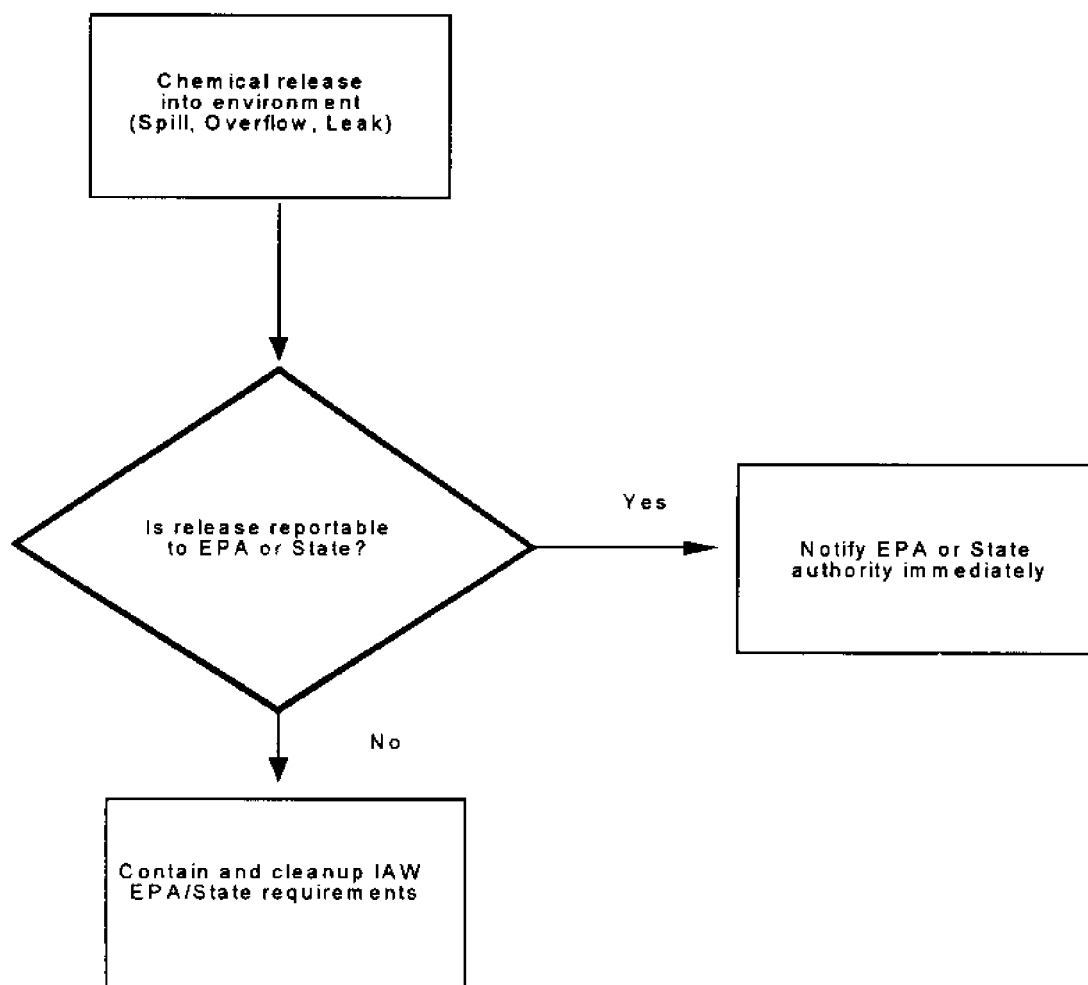 Chemical release
into environment
(Spill, Overflow, Leak)
Is release reportable
to EPA or State?
Yes
Notify EPA or State
authority immediately
No
Contain and cleanup IAW
EPA/State requirements